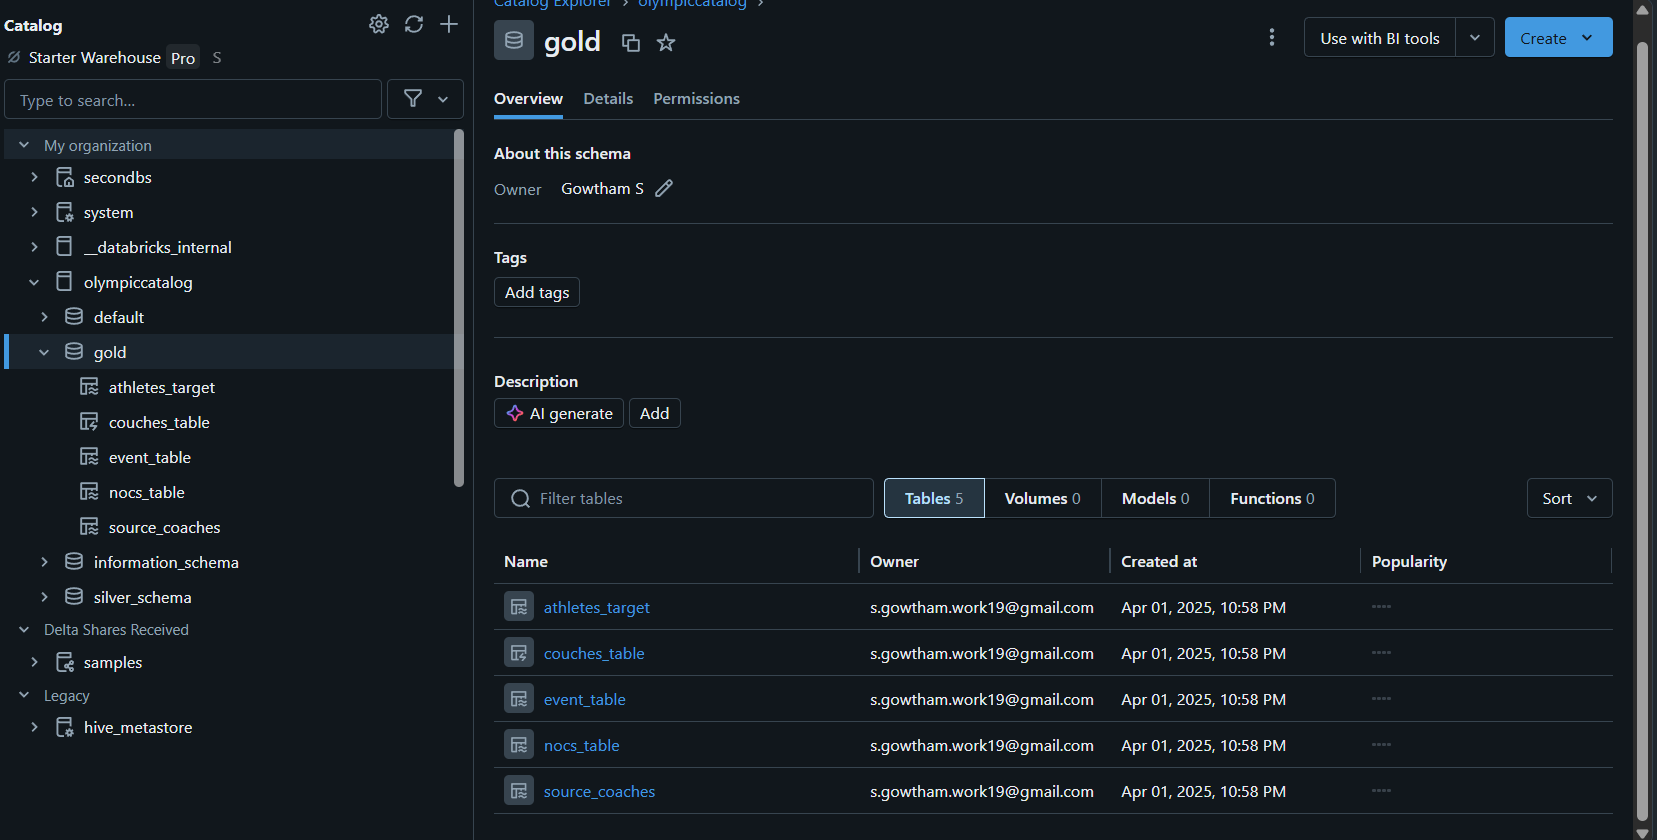 Catalog
Starter Warehouse Pro S
Type to search...
My organization
secondbs
system
__databricks_internal
olympiccatalog
default
gold
athletes_target
couches_table
event_table
nocs_table
source_coaches
information_schema
silver_schema
Delta Shares Received
samples
Legacy
hive_metastore
Catalog Explorer > olympiccatalog >
gold
Use with BI tools
Create
Overview Details Permissions
About this schema
Owner Gowtham S
Tags
Add tags
Description
AI generate Add
Filter tables Tables 5 Volumes 0 Models 0 Functions 0 Sort
Name Owner Created at Popularity
athletes_target s.gowtham.work19@gmail.com Apr 01, 2025, 10:58 PM
couches_table s.gowtham.work19@gmail.com Apr 01, 2025, 10:58 PM
event_table s.gowtham.work19@gmail.com Apr 01, 2025, 10:58 PM
nocs_table s.gowtham.work19@gmail.com Apr 01, 2025, 10:58 PM
source_coaches s.gowtham.work19@gmail.com Apr 01, 2025, 10:58 PM